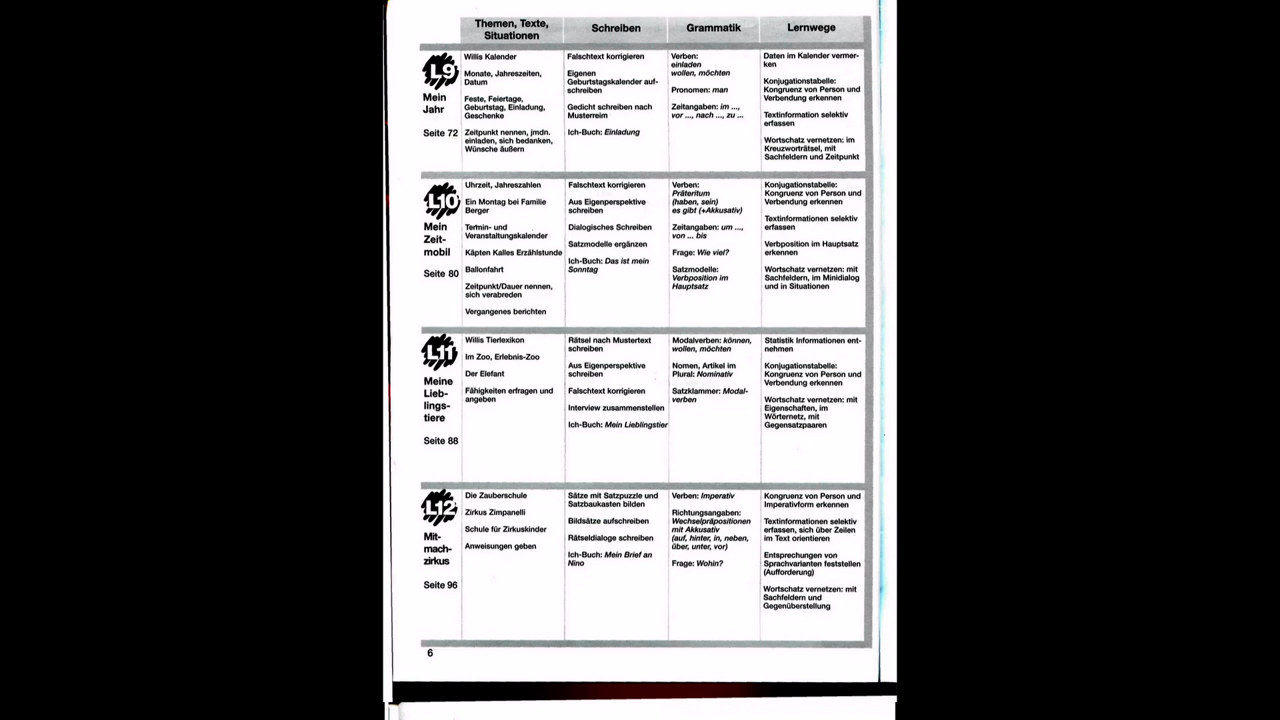 Themen, Texte,
Situationen
Schreiben
Grammatik
Lernwege
L9
Mein
Jahr
Seite 72
Willis Kalender
Monate, Jahreszeiten,
Datum
Feste, Feiertage,
Geburtstag, Einladung,
Geschenke
Zeitpunkt nennen, jmdn.
einladen, sich bedanken,
Wünsche äußern
Falschtext korrigieren
Eigenen
Geburtstagskalender auf-
schreiben
Gedicht schreiben nach
Musterreim
Ich-Buch: Einladung
Verben:
einladen
wollen, möchten
Pronomen: man
Zeitangaben: im ...,
vor ..., nach ..., zu ...
Daten im Kalender vermer-
ken
Konjugationstabelle:
Kongruenz von Person und
Verbendung erkennen
Textinformation selektiv
erfassen
Wortschatz vernetzen: im
Kreuzworträtsel, mit
Sachfeldern und Zeitpunkt
L10
Mein
Zeit-
mobil
Seite 80
Uhrzeit, Jahreszahlen
Ein Montag bei Familie
Berger
Termin- und
Veranstaltungskalender
Käpten Kalles Erzählstunde
Ballonfahrt
Zeitpunkt/Dauer nennen,
sich verabreden
Vergangenes berichten
Falschtext korrigieren
Aus Eigenperspektive
schreiben
Dialogisches Schreiben
Satzmodelle ergänzen
Ich-Buch: Das ist mein
Sonntag
Verben:
Präteritum
(haben, sein)
es gibt (+Akkusativ)
Zeitangaben: um ...,
von ... bis
Frage: Wie viel?
Satzmodelle:
Verbposition im
Hauptsatz
Konjugationstabelle:
Kongruenz von Person und
Verbendung erkennen
Textinformationen selektiv
erfassen
Verbposition im Hauptsatz
erkennen
Wortschatz vernetzen: mit
Sachfeldern, im Minidialog
und in Situationen
L11
Meine
Lieb-
lings-
tiere
Seite 88
Willis Tierlexikon
Im Zoo, Erlebnis-Zoo
Der Elefant
Fähigkeiten erfragen und
angeben
Rätsel nach Mustertext
schreiben
Aus Eigenperspektive
schreiben
Falschtext korrigieren
Interview zusammenstellen
Ich-Buch: Mein Lieblingstier
Modalverben: können,
wollen, möchten
Nomen, Artikel im
Plural: Nominativ
Satzklammer: Modal-
verben
Statistik Informationen ent-
nehmen
Konjugationstabelle:
Kongruenz von Person und
Verbendung erkennen
Wortschatz vernetzen: mit
Eigenschaften, im
Wörternetz, mit
Gegensatzpaaren
L12
Mit-
mach-
zirkus
Seite 96
Die Zauberschule
Zirkus Zimpanelli
Schule für Zirkuskinder
Anweisungen geben
Sätze mit Satzpuzzle und
Satzbaukasten bilden
Bildsätze aufschreiben
Rätseldialoge schreiben
Ich-Buch: Mein Brief an
Nino
Verben: Imperativ
Richtungsangaben:
Wechselpräpositionen
mit Akkusativ
(auf, hinter, in, neben,
über, unter, vor)
Frage: Wohin?
Kongruenz von Person und
Imperativform erkennen
Textinformationen selektiv
erfassen, sich über Zeilen
im Text orientieren
Entsprechungen von
Sprachvarianten feststellen
(Aufforderung)
Wortschatz vernetzen: mit
Sachfeldern und
Gegenüberstellung
6